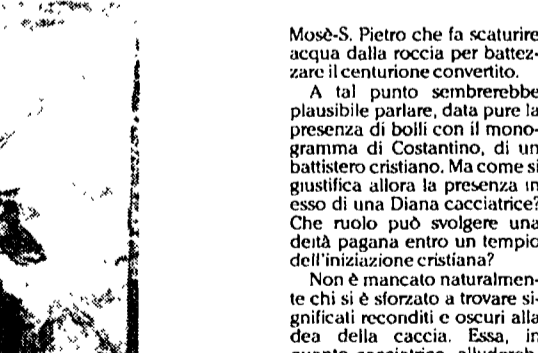 Mosè-S. Pietro che fa scaturire
acqua dalla roccia per battez-
zare il centurione convertito.
A tal punto sembrerebbe
plausibile parlare, data pure la
presenza di bolli con il mono-
gramma di Costantino, di un
battistero cristiano. Ma come si
giustifica allora la presenza in
esso di una Diana cacciatrice?
Che ruolo può svolgere una
deità pagana entro un tempio
dell'iniziazione cristiana?
Non è mancato naturalmen-
te chi si è sforzato a trovare si-
gnificati reconditi e oscuri alla
dea della caccia. Essa, in